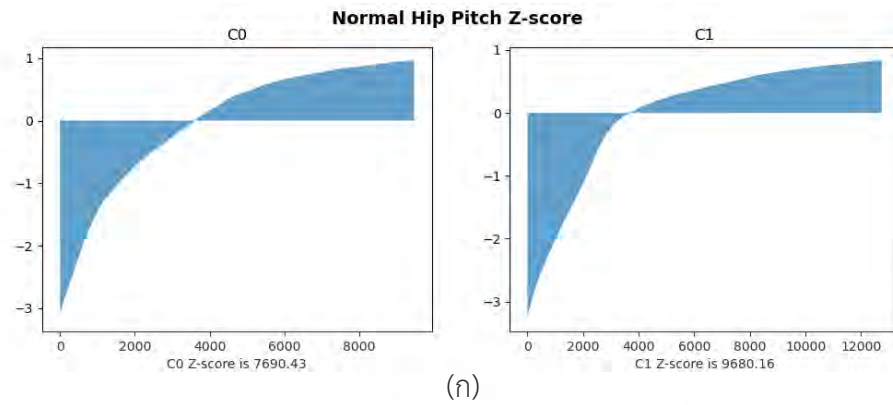 Normal Hip Pitch Z-score
C0
C1
1
0
−1
−2
−3
0 2000 4000 6000 8000
C0 Z-score is 7690.43
1
0
−1
−2
−3
0 2000 4000 6000 8000 10000 12000
C1 Z-score is 9680.16
(ก)